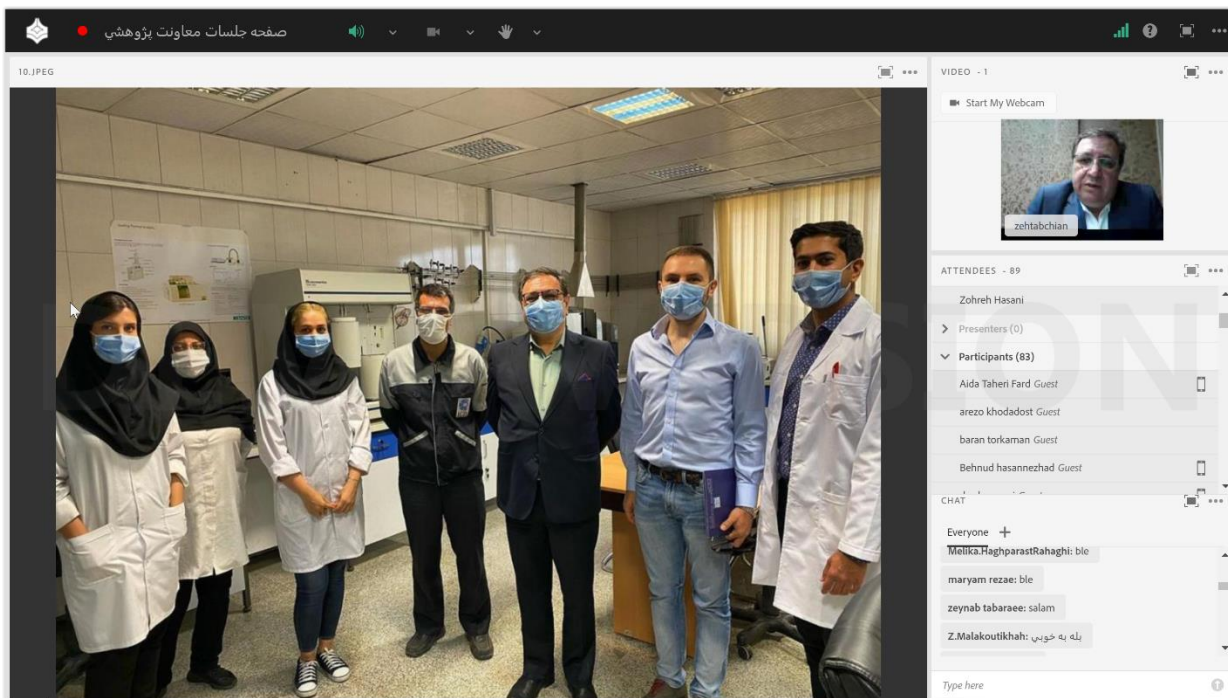 صفحه جلسات معاونت پژوهشي
10.JPEG
VIDEO - 1
Start My Webcam
zehtabchian
ATTENDEES - 89
Zohreh Hasani
Presenters (0)
Participants (83)
Aida Taheri Fard Guest
arezo khodadost Guest
baran torkaman Guest
Behnud hasannezhad Guest
CHAT
Everyone
Melika.HaghparastRahaghi: ble
maryam rezae: ble
zeynab tabaraee: salam
Z.Malakoutikhah: بله به خوبي
Type here